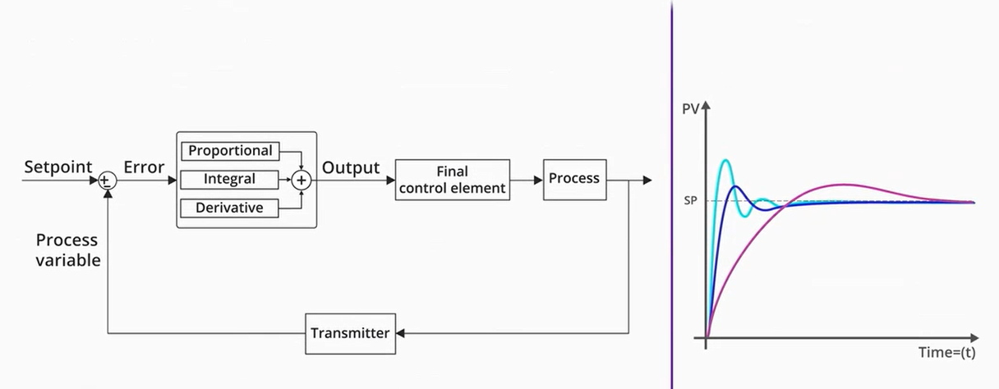 Setpoint
±
Error
Proportional
Integral
Derivative
+
Output
Final
control element
Process
Process
variable
Transmitter
PV
SP
Time=(t)